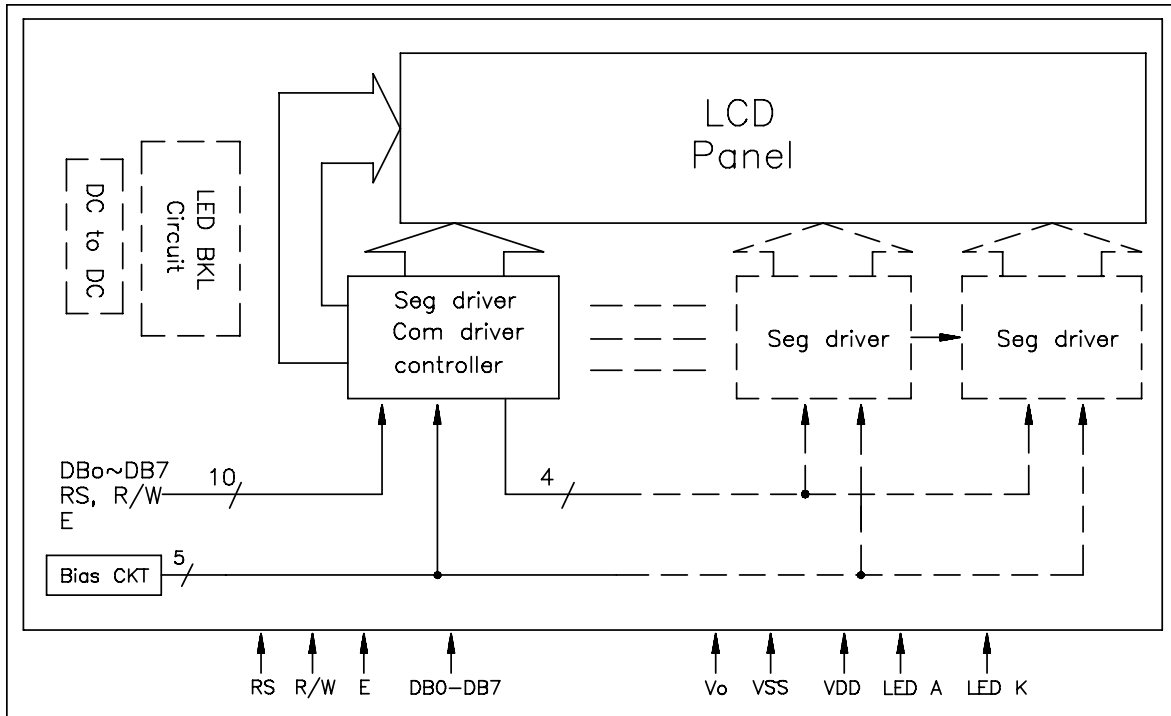 LCD
Panel
DC to DC
LED BKL
Circuit
Seg driver
Com driver
controller
Seg driver
Seg driver
DBo~DB7
RS, R/W
E
10
4
Bias CKT
5
RS
R/W
E
DB0-DB7
Vo
VSS
VDD
LED A
LED K